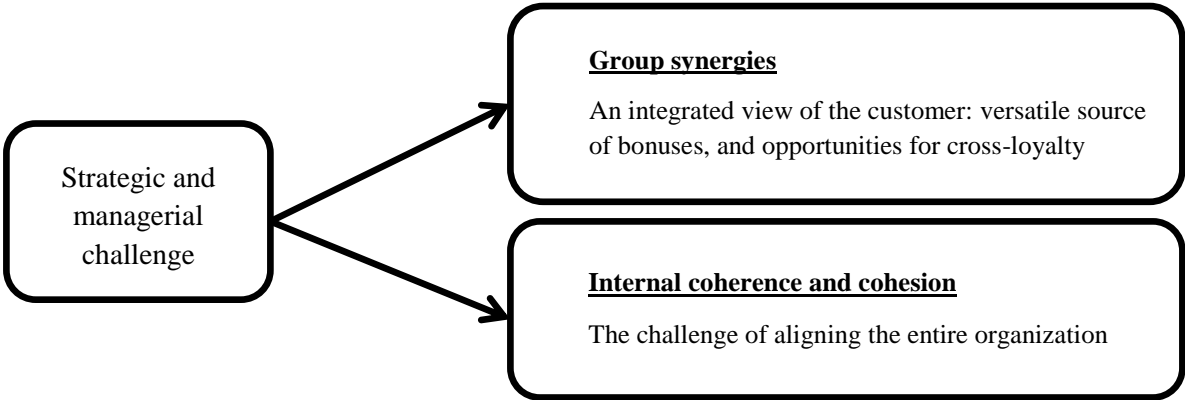 Strategic and
managerial
challenge
Group synergies
An integrated view of the customer: versatile source
of bonuses, and opportunities for cross-loyalty
Internal coherence and cohesion
The challenge of aligning the entire organization